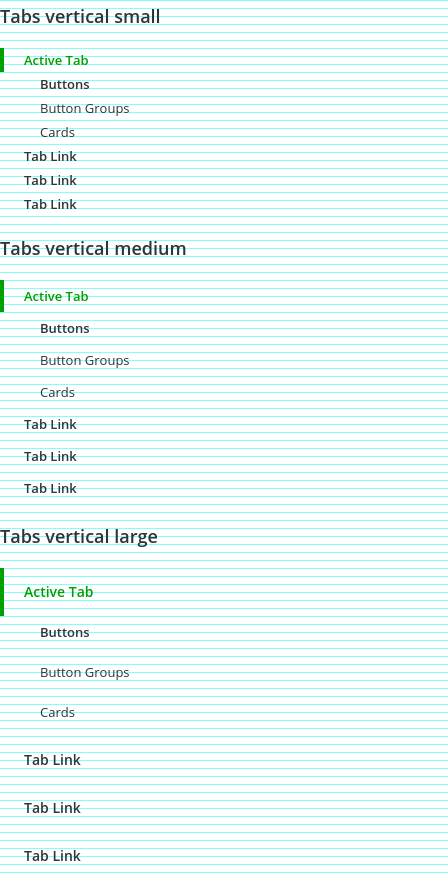 Tabs vertical small
Active Tab
Buttons
Button Groups
Cards
Tab Link
Tab Link
Tab Link
Tabs vertical medium
Active Tab
Buttons
Button Groups
Cards
Tab Link
Tab Link
Tab Link
Tabs vertical large
Active Tab
Buttons
Button Groups
Cards
Tab Link
Tab Link
Tab Link